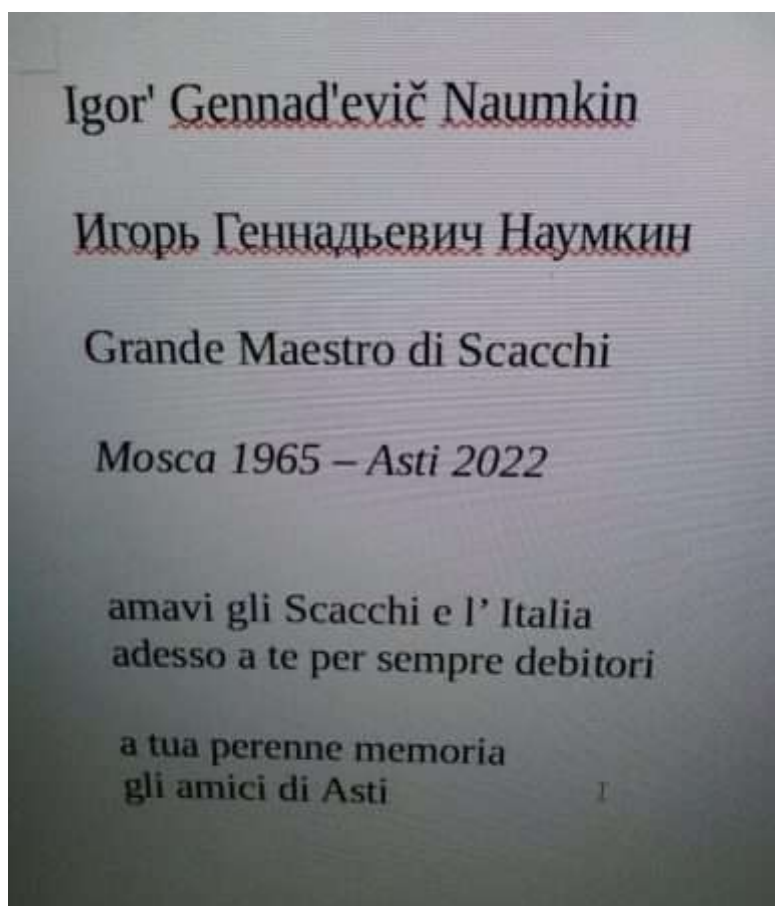 Igor' Gennad'evič Naumkin
Игорь Геннадьевич Наумкин
Grande Maestro di Scacchi
Mosca 1965 – Asti 2022
amavi gli Scacchi e l’ Italia
adesso a te per sempre debitori
a tua perenne memoria
gli amici di Asti